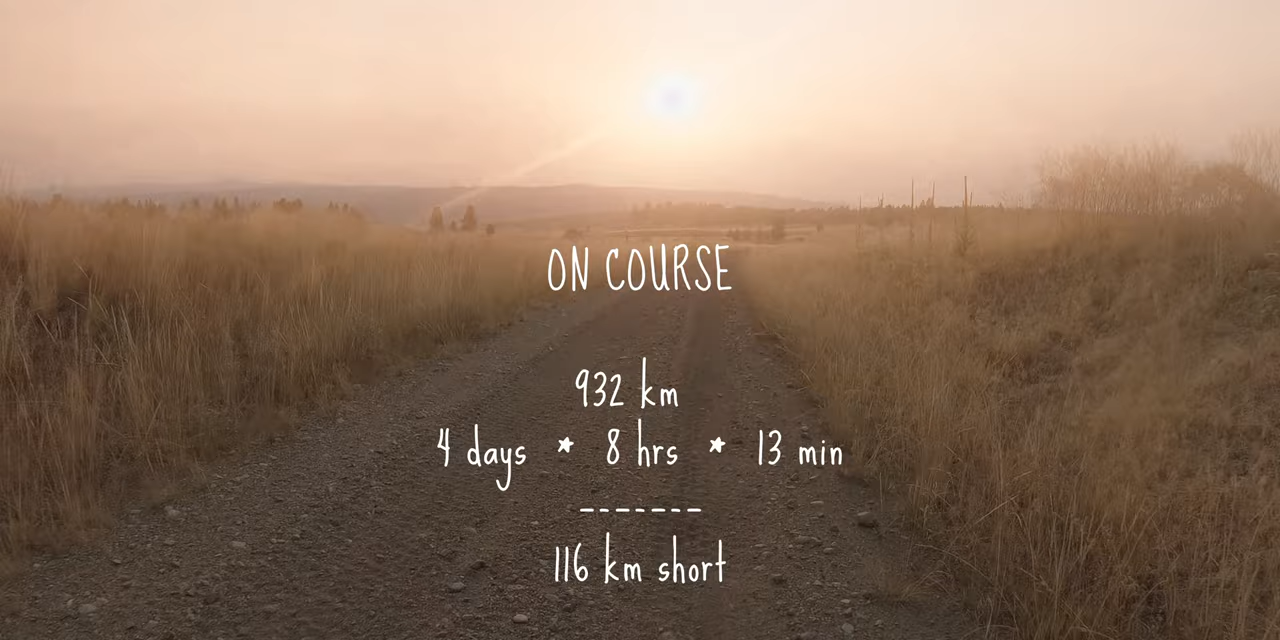 ON COURSE
932 km
4 days * 8 hrs * 13 min
-------
116 km short